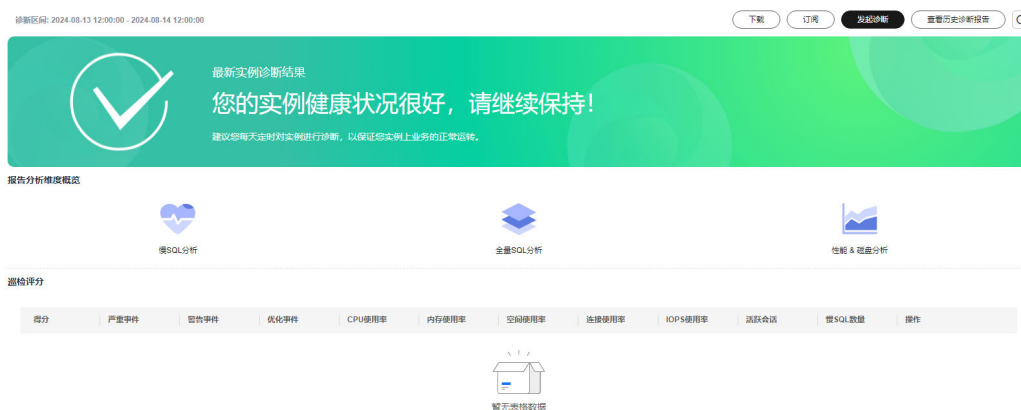 诊断区间: 2024-08-13 12:00:00 - 2024-08-14 12:00:00
下载 订阅 发起诊断 查看历史诊断报告
最新实例诊断结果
您的实例健康状况很好，请继续保持！
建议您每天定时对实例进行诊断，以保证您实例上业务的正常运转。
报告分析维度概览
慢SQL分析 全量SQL分析 性能 & 磁盘分析
巡检评分
得分 严重事件 警告事件 优化事件 CPU使用率 内存使用率 空间使用率 连接使用率 IOPS使用率 活跃会话 慢SQL数量 操作
暂无表格数据